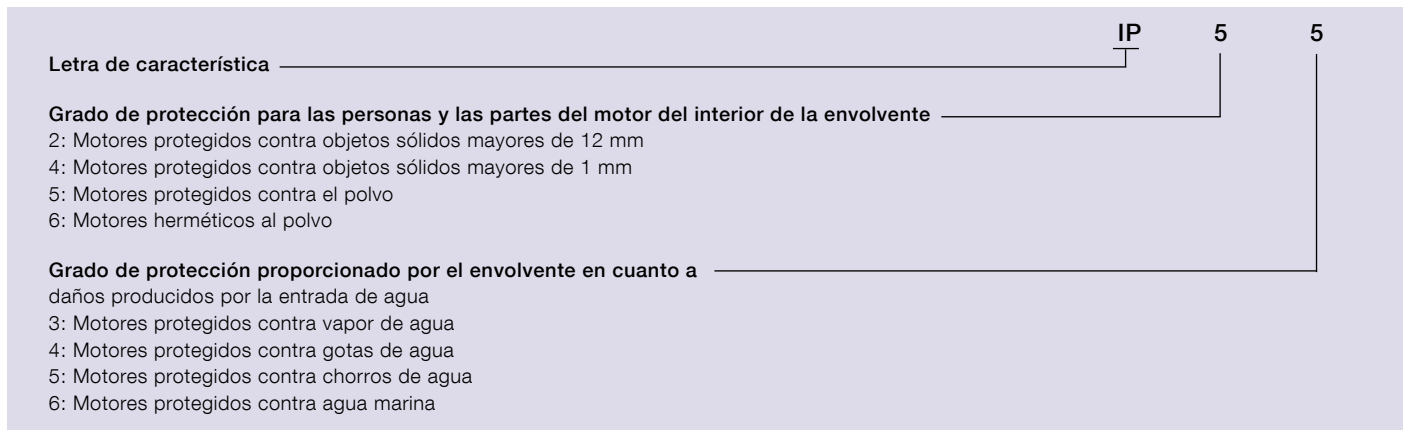 IP 5 5
Letra de característica
Grado de protección para las personas y las partes del motor del interior de la envolvente
2: Motores protegidos contra objetos sólidos mayores de 12 mm
4: Motores protegidos contra objetos sólidos mayores de 1 mm
5: Motores protegidos contra el polvo
6: Motores herméticos al polvo
Grado de protección proporcionado por el envolvente en cuanto a
daños producidos por la entrada de agua
3: Motores protegidos contra vapor de agua
4: Motores protegidos contra gotas de agua
5: Motores protegidos contra chorros de agua
6: Motores protegidos contra agua marina